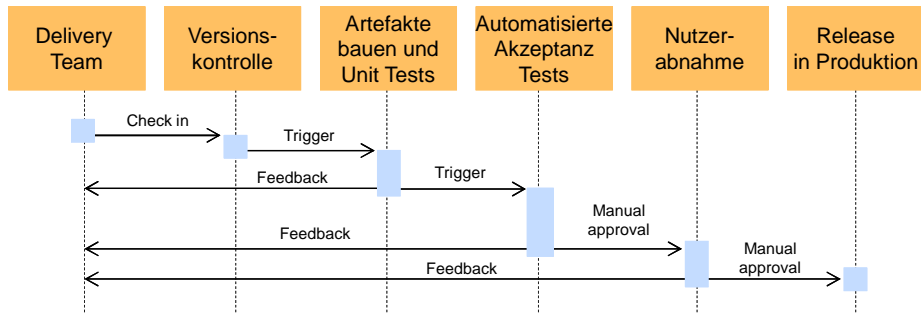 Delivery
Team
Versions-
kontrolle
Artefakte
bauen und
Unit Tests
Automatisierte
Akzeptanz
Tests
Nutzer-
abnahme
Release
in Produktion
Check in
Trigger
Feedback
Trigger
Feedback
Manual
approval
Feedback
Manual
approval